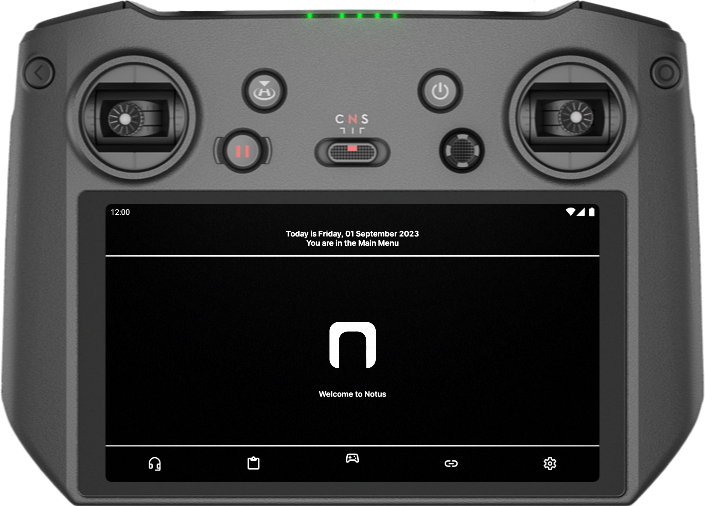 C N S
12:00
Today is Friday, 01 September 2023
You are in the Main Menu
Welcome to Notus